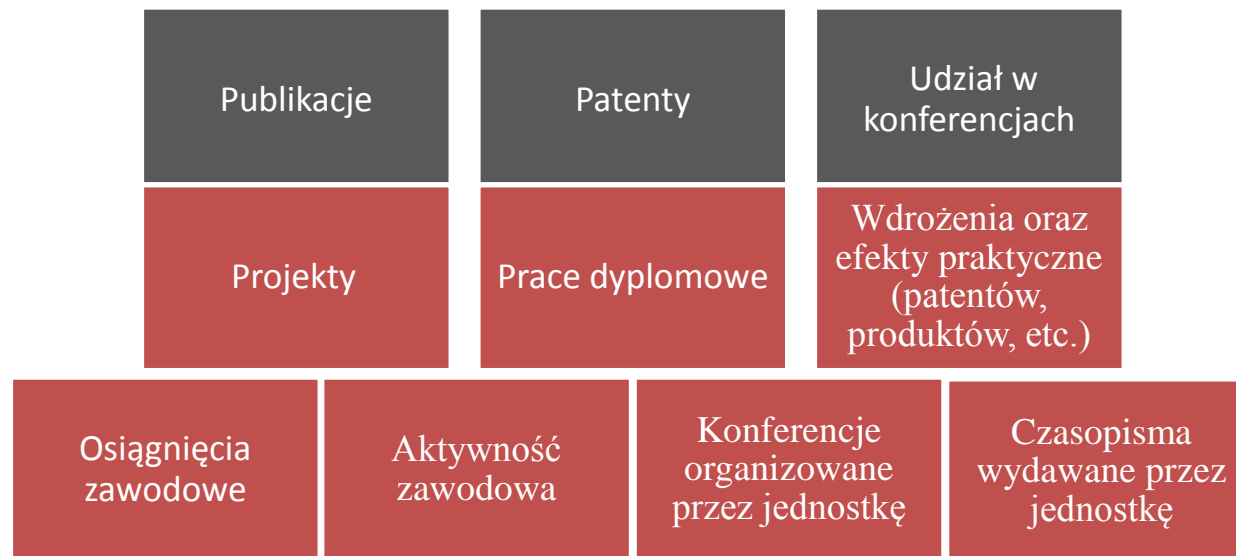 Publikacje
Patenty
Udział w
konferencjach
Projekty
Prace dyplomowe
Wdrożenia oraz
efekty praktyczne
(patentów,
produktów, etc.)
Osiągnięcia
zawodowe
Aktywność
zawodowa
Konferencje
organizowane
przez jednostkę
Czasopisma
wydawane przez
jednostkę